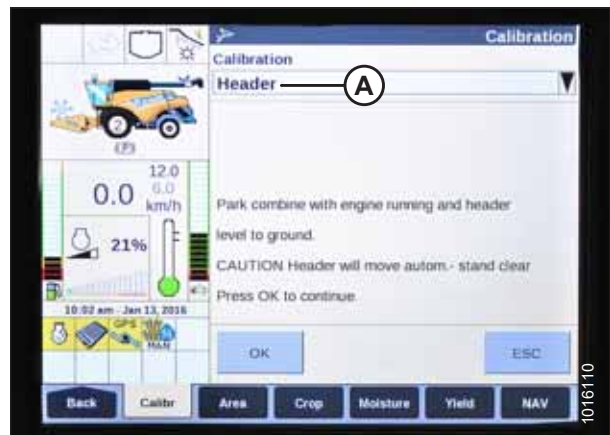 Calibration
Calibration
Header
A
2
(P)
12.0
6.0
0.0 km/h
21%
Park combine with engine running and header
level to ground.
CAUTION Header will move autom.- stand clear
Press OK to continue
10:02 am Jan 13, 2016
GPS
MAN
OK
ESC
Back
Calibr
Area
Crop
Moisture
Yield
NAV
1016110